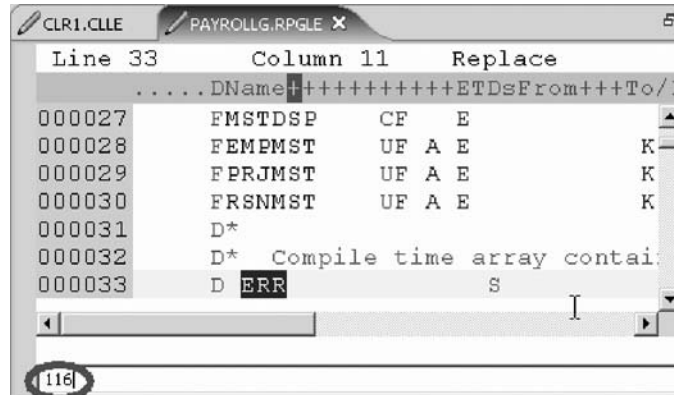 CLR1.CLLE PAYROLLG.RPGLE
Line 33 Column 11 Replace
.....DName+++++++++++ETDsFrom+++To/
000027 FMSTDSP CF E
000028 FEMPMST UF A E K
000029 FPRJMST UF A E K
000030 FRSNMST UF A E K
000031 D*
000032 D* Compile time array contai
000033 D ERR S
116